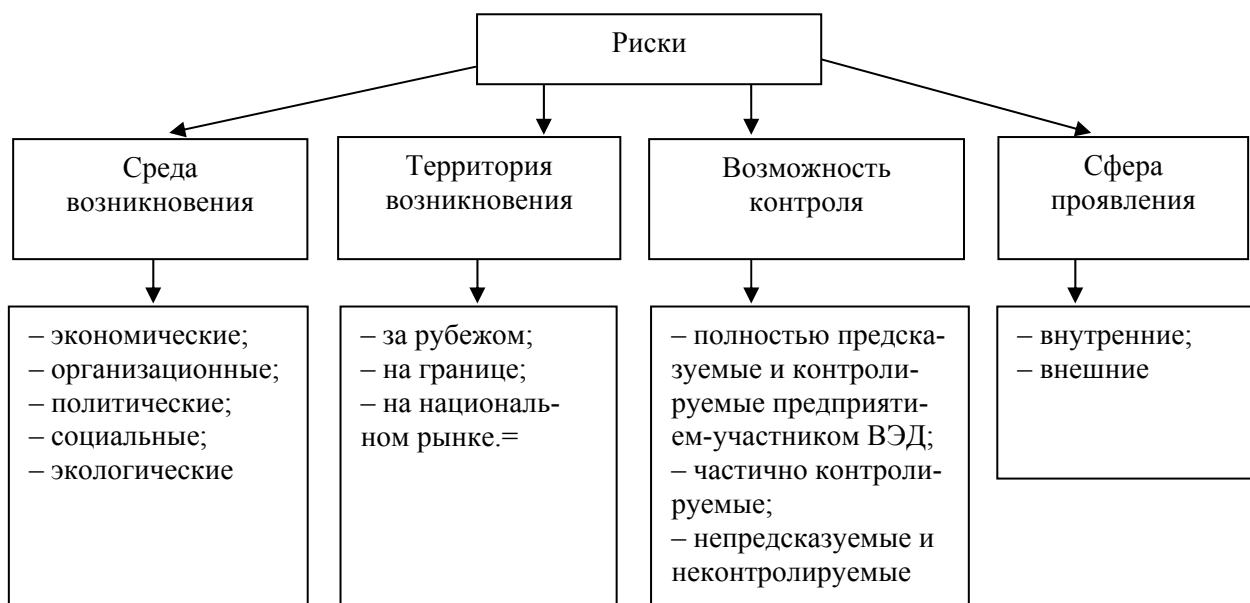 Риски
Среда
возникновения
Территория
возникновения
Возможность
контроля
Сфера
проявления
– экономические;
– организационные;
– политические;
– социальные;
– экологические
– за рубежом;
– на границе;
– на националь-
ном рынке.=
– полностью предска-
зуемые и контроли-
руемые предприяти-
ем-участником ВЭД;
– частично контроли-
руемые;
– непредсказуемые и
неконтролируемые
– внутренние;
– внешние